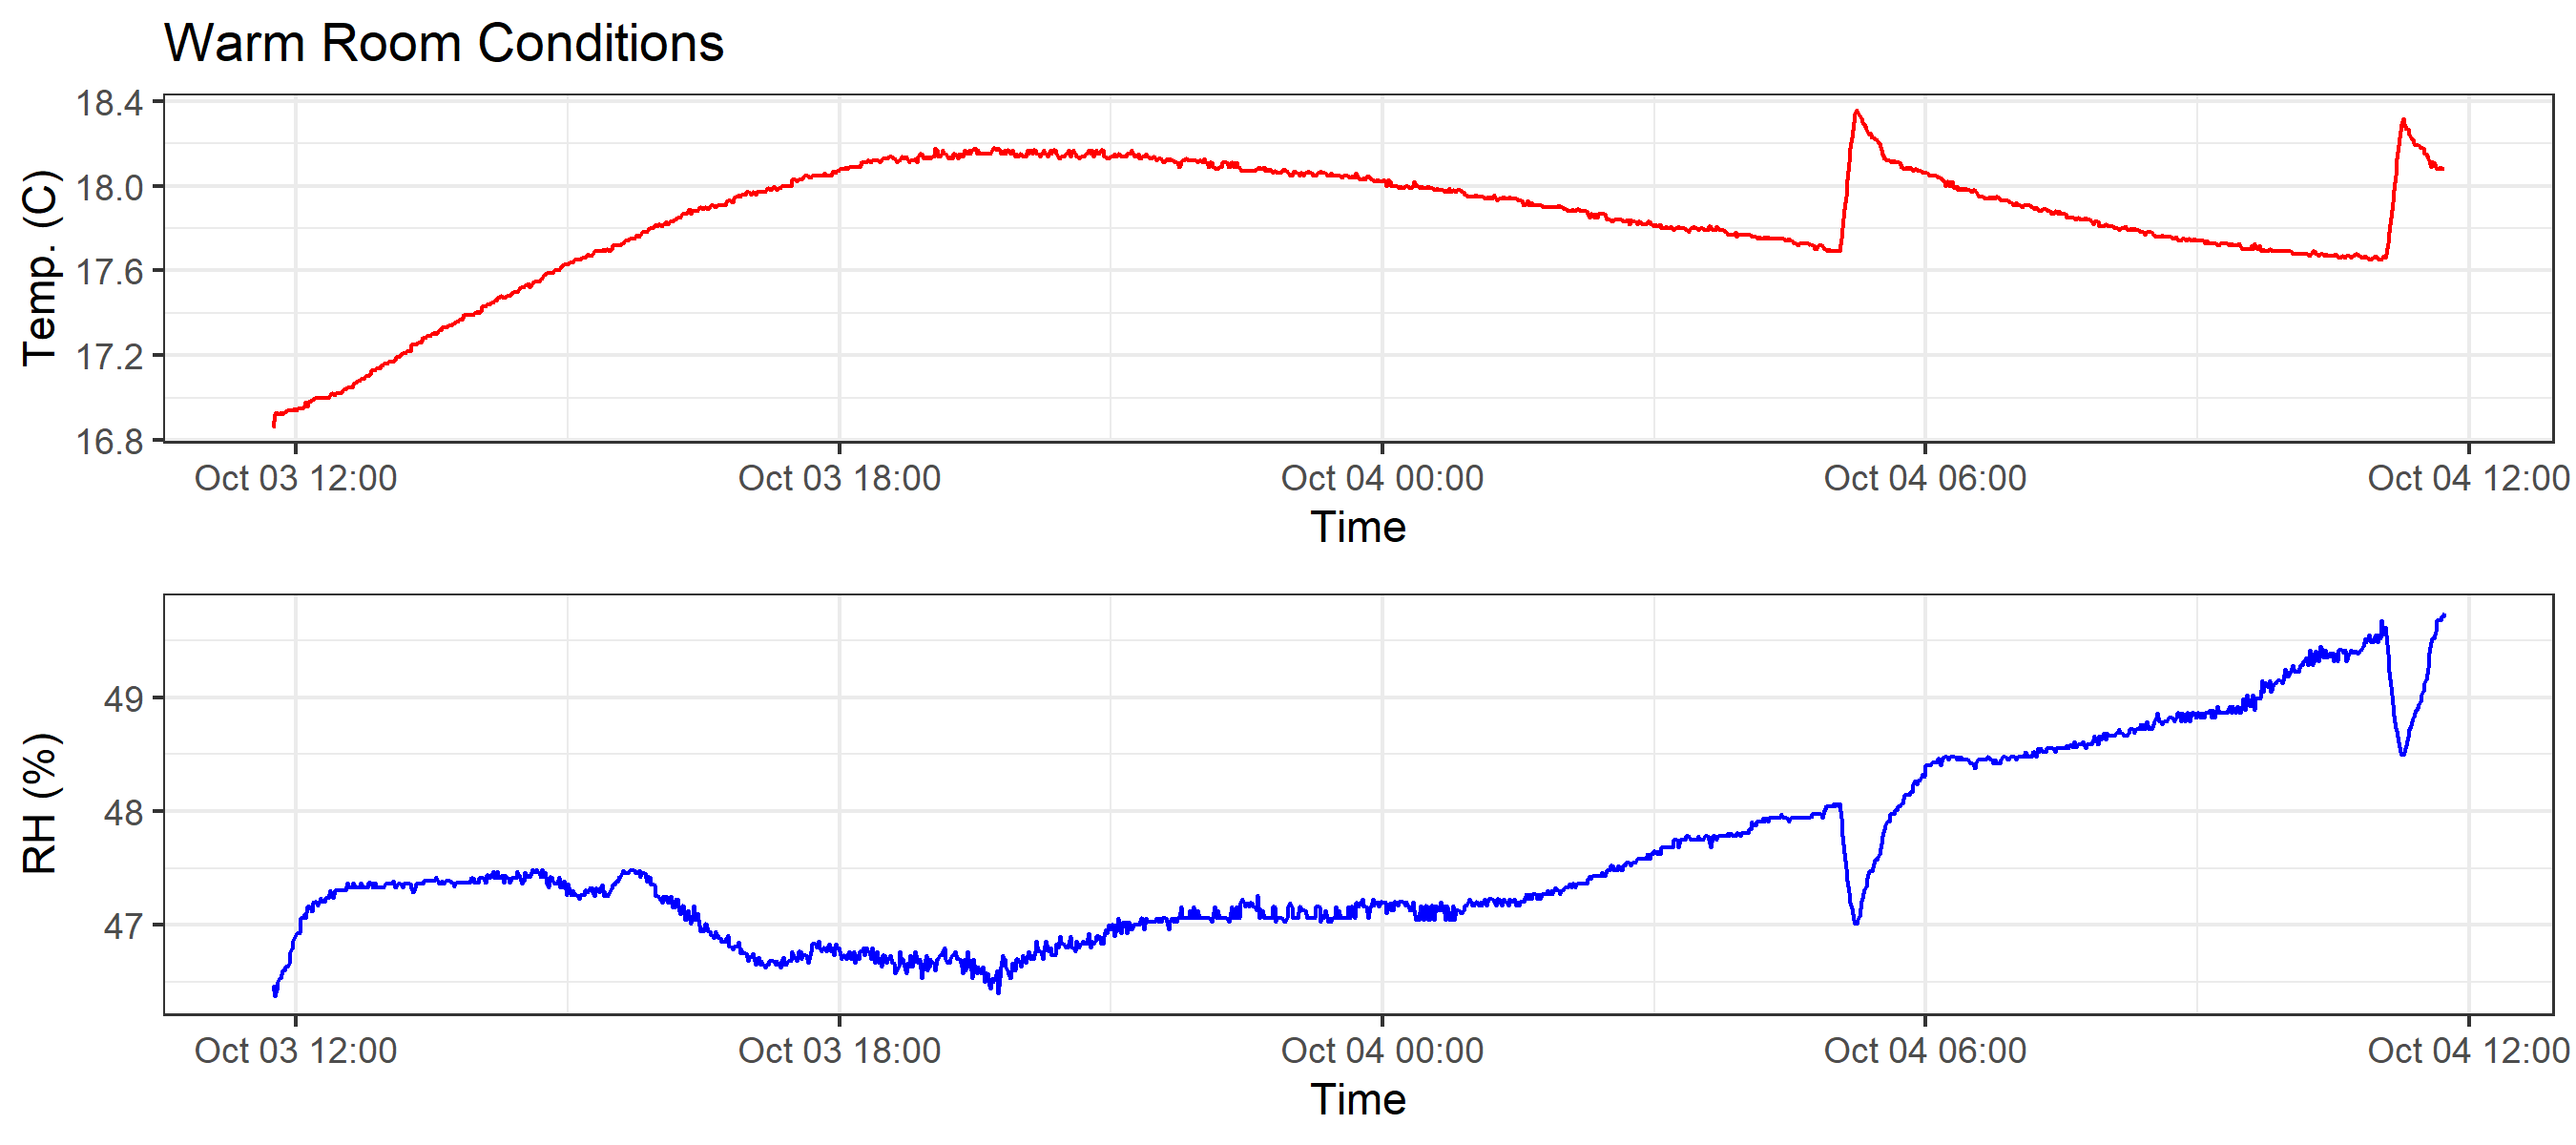 Warm Room Conditions
18.4
18.0
17.6
17.2
16.8
Temp. (C)
Oct 03 12:00 Oct 03 18:00 Oct 04 00:00 Oct 04 06:00 Oct 04 12:00
Time
49
48
47
RH (%)
Oct 03 12:00 Oct 03 18:00 Oct 04 00:00 Oct 04 06:00 Oct 04 12:00
Time